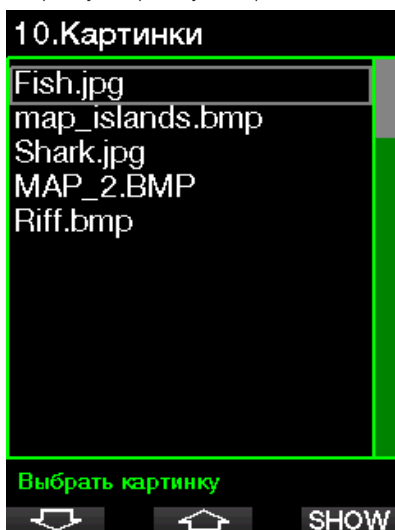 10.Картинки
Fish.jpg
map_islands.bmp
Shark.jpg
MAP_2.BMP
Riff.bmp
Выбрать картинку
SHOW